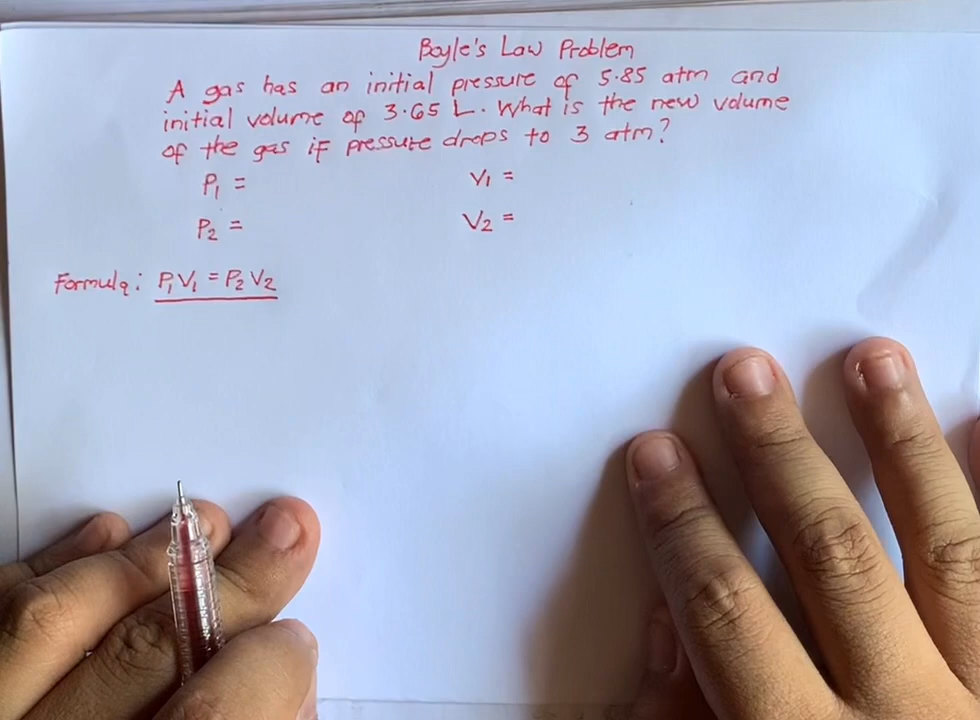 Boyle's Law Problem
A gas has an initial pressure of 5.85 atm and
initial volume of 3.65 L. What is the new volume
of the gas if pressure drops to 3 atm?
P₁ = V₁ =
P₂ = V₂ =
Formula: P₁V₁ = P₂V₂